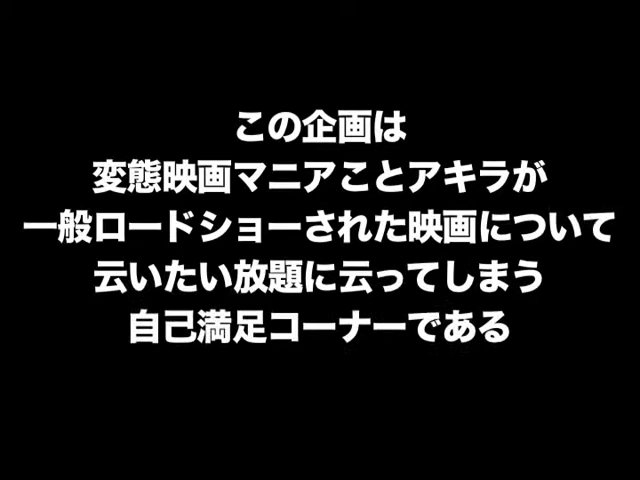 この企画は
変態映画マニアことアキラが
一般ロードショーされた映画について
云いたい放題に云ってしまう
自己満足コーナーである